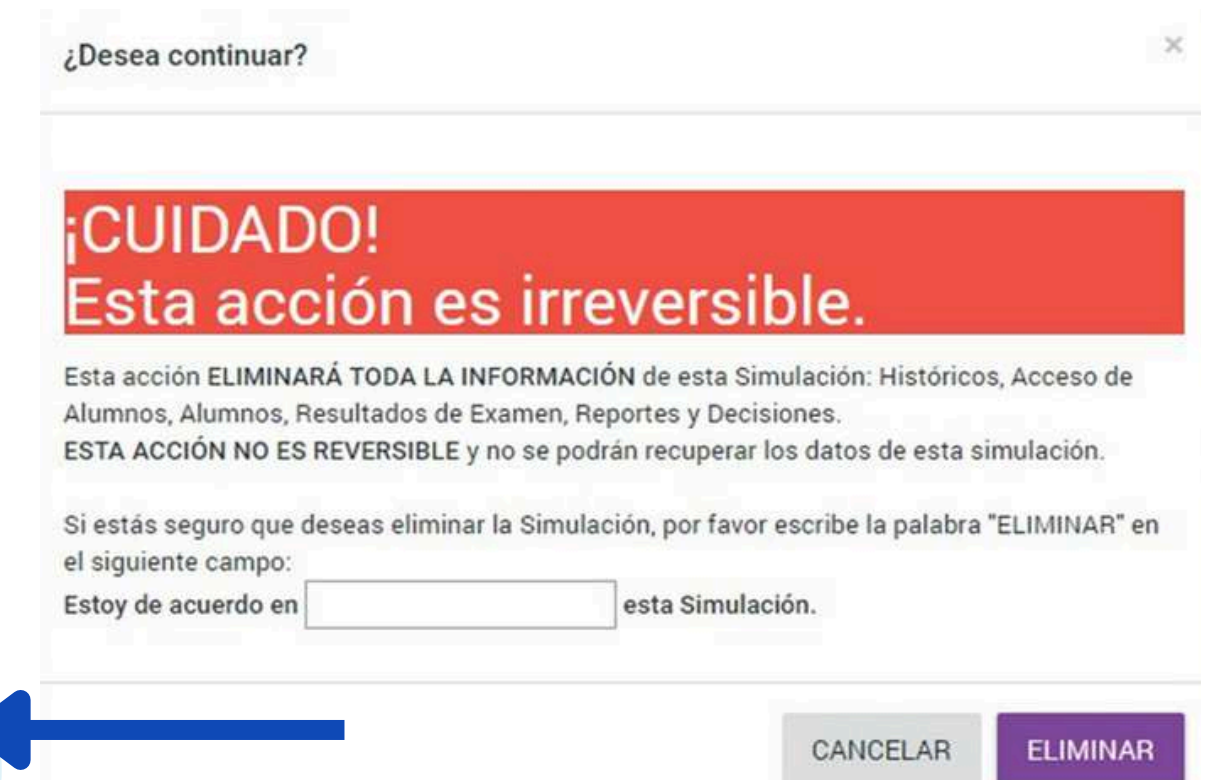 ¿Desea continuar?
×
¡CUIDADO!
Esta acción es irreversible.
Esta acción ELIMINARÁ TODA LA INFORMACIÓN de esta Simulación: Históricos, Acceso de
Alumnos, Alumnos, Resultados de Examen, Reportes y Decisiones.
ESTA ACCIÓN NO ES REVERSIBLE y no se podrán recuperar los datos de esta simulación.
Si estás seguro que deseas eliminar la Simulación, por favor escribe la palabra "ELIMINAR" en
el siguiente campo:
Estoy de acuerdo en esta Simulación.
CANCELAR ELIMINAR